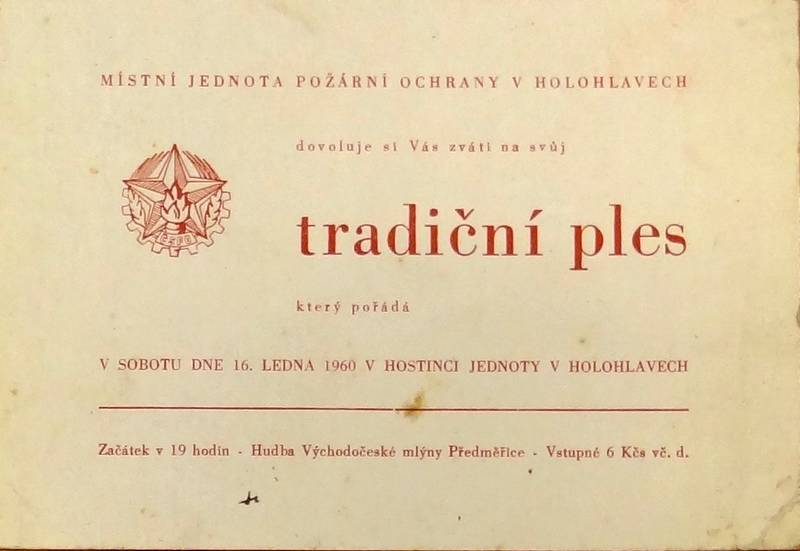 MÍSTNÍ JEDNOTA POŽÁRNÍ OCHRANY V HOLOHLAVECH
dovoluje si Vás zváti na svůj
ČSPO
tradiční ples
který pořádá
V SOBOTU DNE 16. LEDNA 1960 V HOSTINCI JEDNOTY V HOLOHLAVECH
Začátek v 19 hodin - Hudba Východočeské mlýny Předměřice - Vstupné 6 Kčs vč. d.